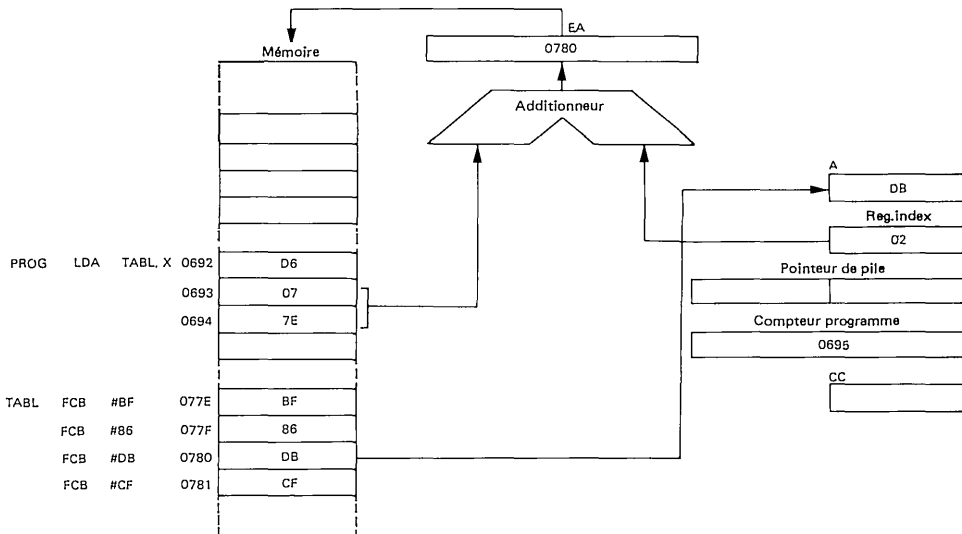 EA
0780
Mémoire
Additionneur
A
DB
Reg.index
02
PROG LDA TABL, X 0692 D6
Pointeur de pile
0693 07
0694 7E
Compteur programme
0695
CC
TABL FCB #BF 077E BF
FCB #86 077F 86
FCB #DB 0780 DB
FCB #CF 0781 CF